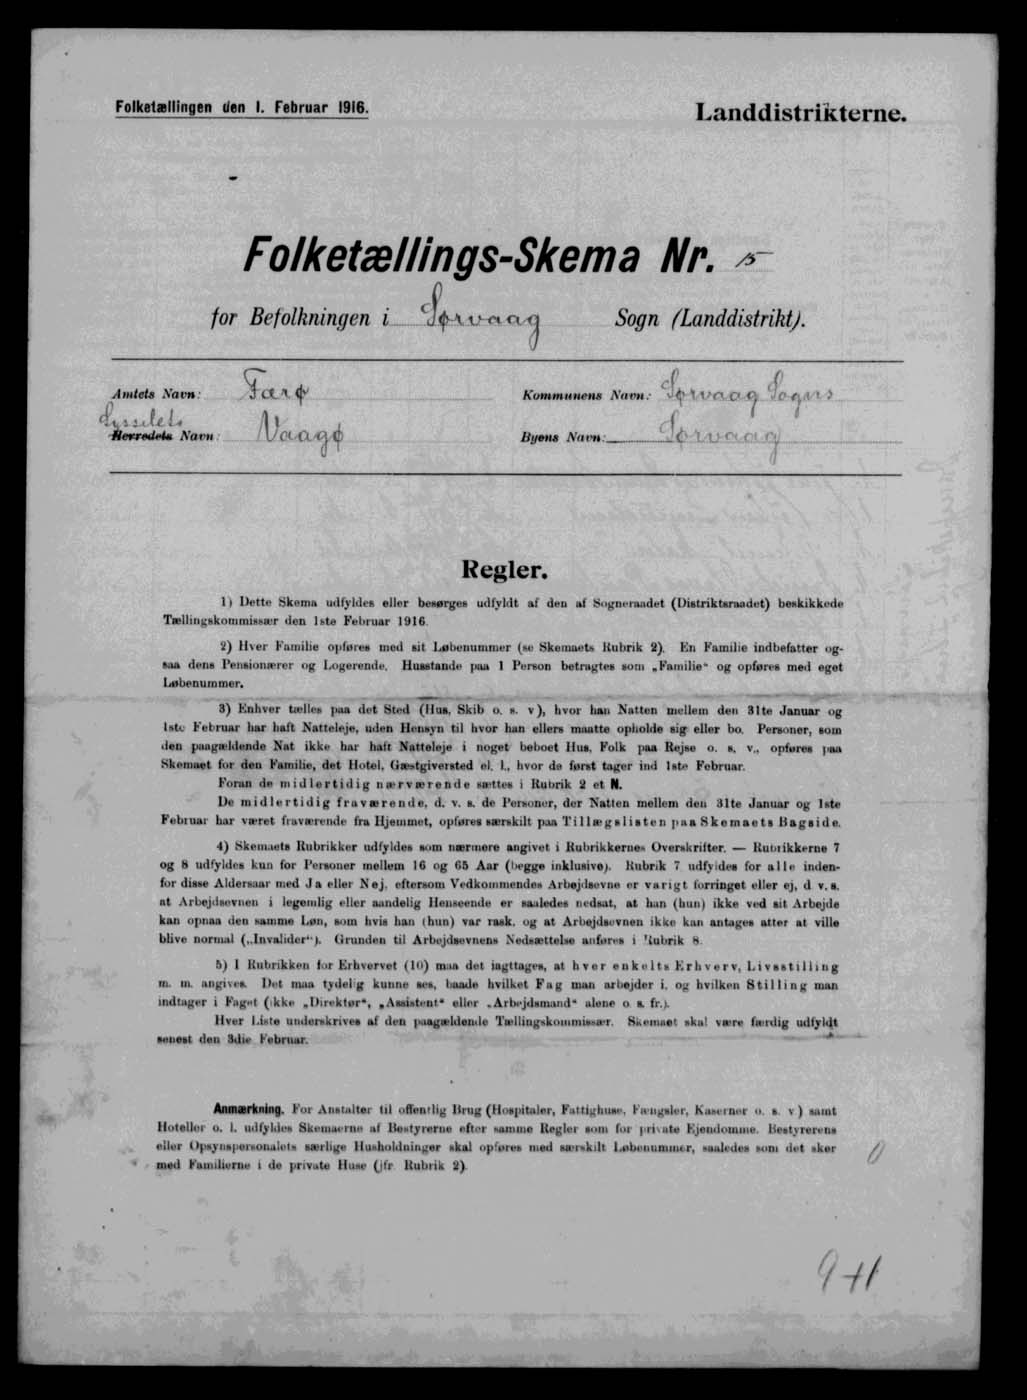 Folketællingen den 1. Februar 1916.
Landdistrikterne.
Folketællings-Skema Nr. 15
for Befolkningen i Sørvaag Sogn (Landdistrikt).
Amtets Navn: Færø
Kommunens Navn: Sørvaag Sogns
Sysselets
Herredets Navn: Vaagø
Byens Navn: Sørvaag
Regler.
1) Dette Skema udfyldes eller besørges udfyldt af den af Sogneraadet (Distriktsraadet) beskikkede
Tællingskommissær den 1ste Februar 1916.
2) Hver Familie opføres med sit Løbenummer (se Skemaets Rubrik 2). En Familie indbefatter og-
saa dens Pensionærer og Logerende. Husstande paa 1 Person betragtes som „Familie“ og opføres med eget
Løbenummer.
3) Enhver tælles paa det Sted (Hus, Skib o. s. v), hvor han Natten mellem den 31te Januar og
1ste Februar har haft Natteleje, uden Hensyn til hvor han ellers maatte opholde sig eller bo. Personer, som
den paagældende Nat ikke har haft Natteleje i noget beboet Hus, Folk paa Rejse o. s. v., opføres paa
Skemaet for den Familie, det Hotel, Gæstgiversted el. l., hvor de først tager ind 1ste Februar.
Foran de midlertidig nærværende sættes i Rubrik 2 et N.
De midlertidig fraværende, d. v. s. de Personer, der Natten mellem den 31te Januar og 1ste
Februar har været fraværende fra Hjemmet, opføres særskilt paa Tillægslisten paa Skemaets Bagside.
4) Skemaets Rubrikker udfyldes som nærmere angivet i Rubrikkernes Overskrifter. — Rubrikkerne 7
og 8 udfyldes kun for Personer mellem 16 og 65 Aar (begge inklusive). Rubrik 7 udfyldes for alle inden-
for disse Aldersaar med Ja eller Nej, eftersom Vedkommendes Arbejdsevne er varigt forringet eller ej, d v. s.
at Arbejdsevnen i legemlig eller aandelig Henseende er saaledes nedsat, at han (hun) ikke ved sit Arbejde
kan opnaa den samme Løn, som hvis han (hun) var rask, og at Arbejdsevnen ikke kan antages atter at ville
blive normal („Invalider“). Grunden til Arbejdsevnens Nedsættelse anføres i Rubrik 8.
5) I Rubrikken for Erhvervet (10) maa det iagttages, at hver enkelts Erhverv, Livsstilling
m. m. angives. Det maa tydelig kunne ses, baade hvilket Fag man arbejder i, og hvilken Stilling man
indtager i Faget (ikke „Direktør“, „Assistent“ eller „Arbejdsmand“ alene o s. fr.).
Hver Liste underskrives af den paagældende Tællingskommissær. Skemaet skal være færdig udfyldt
senest den 3die Februar.
Anmærkning. For Anstalter til offentlig Brug (Hospitaler, Fattighuse, Fængsler, Kaserner o. s. v) samt
Hoteller o. l. udfyldes Skemaerne af Bestyrerne efter samme Regler som for private Ejendomme. Bestyrerens
eller Opsynspersonalets særlige Husholdninger skal opføres med særskilt Løbenummer, saaledes som det sker
med Familierne i de private Huse (jfr. Rubrik 2).
0
9+1